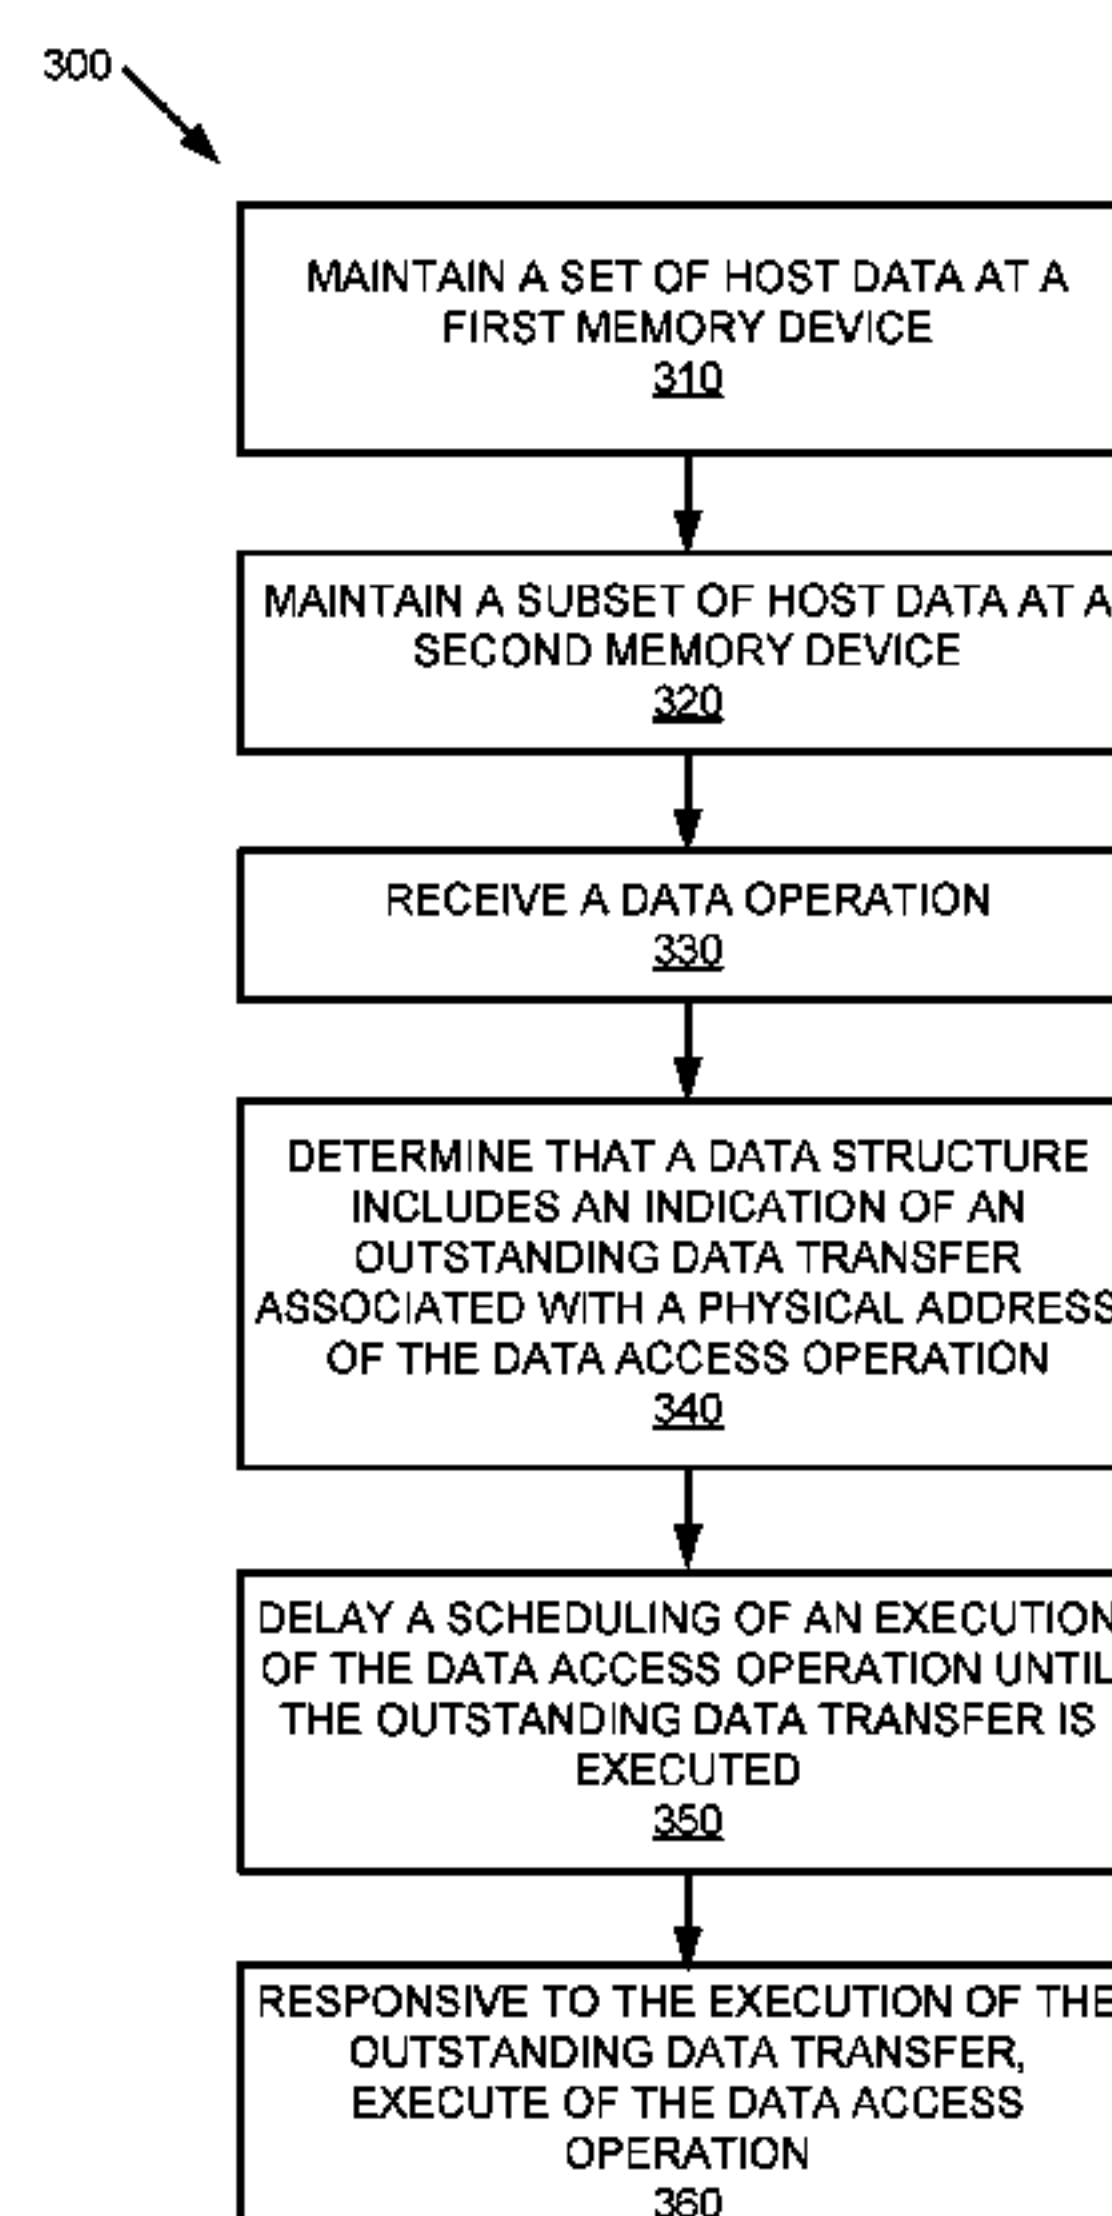 300
MAINTAIN A SET OF HOST DATA AT A
FIRST MEMORY DEVICE
310
MAINTAIN A SUBSET OF HOST DATA AT A
SECOND MEMORY DEVICE
320
RECEIVE A DATA OPERATION
330
DETERMINE THAT A DATA STRUCTURE
INCLUDES AN INDICATION OF AN
OUTSTANDING DATA TRANSFER
ASSOCIATED WITH A PHYSICAL ADDRESS
OF THE DATA ACCESS OPERATION
340
DELAY A SCHEDULING OF AN EXECUTION
OF THE DATA ACCESS OPERATION UNTIL
THE OUTSTANDING DATA TRANSFER IS
EXECUTED
350
RESPONSIVE TO THE EXECUTION OF THE
OUTSTANDING DATA TRANSFER,
EXECUTE OF THE DATA ACCESS
OPERATION
360